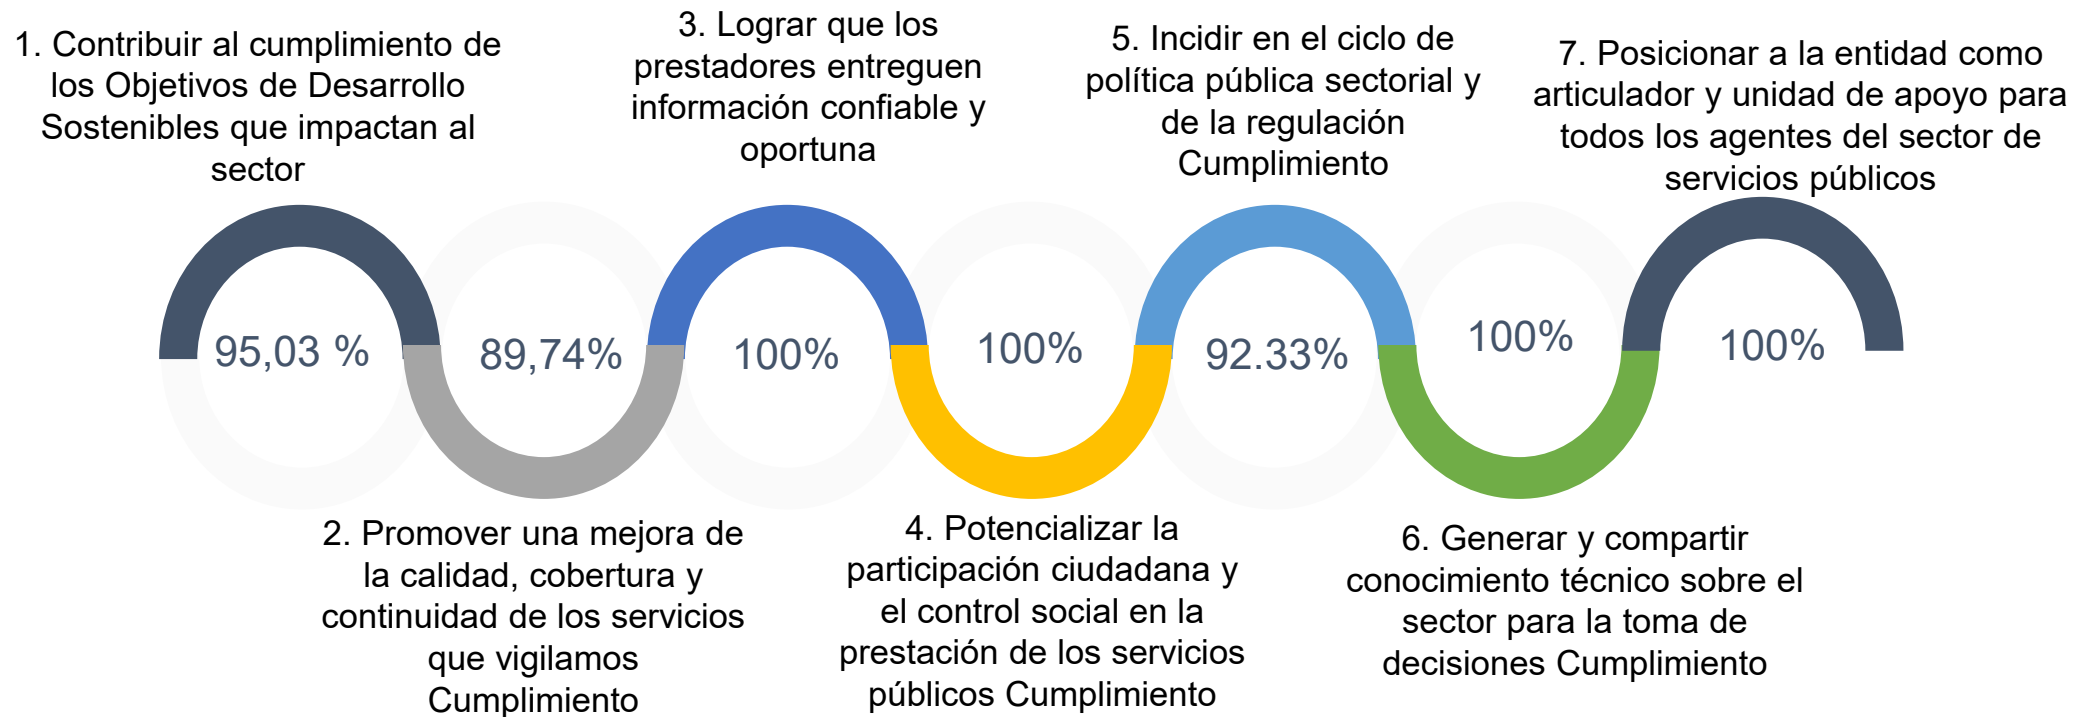 1. Contribuir al cumplimiento de
los Objetivos de Desarrollo
Sostenibles que impactan al
sector
95,03 %
2. Promover una mejora de
la calidad, cobertura y
continuidad de los servicios
que vigilamos
Cumplimiento
89,74%
3. Lograr que los
prestadores entreguen
información confiable y
oportuna
100%
4. Potencializar la
participación ciudadana y
el control social en la
prestación de los servicios
públicos Cumplimiento
100%
5. Incidir en el ciclo de
política pública sectorial y
de la regulación
Cumplimiento
92.33%
6. Generar y compartir
conocimiento técnico sobre el
sector para la toma de
decisiones Cumplimiento
100%
7. Posicionar a la entidad como
articulador y unidad de apoyo para
todos los agentes del sector de
servicios públicos
100%